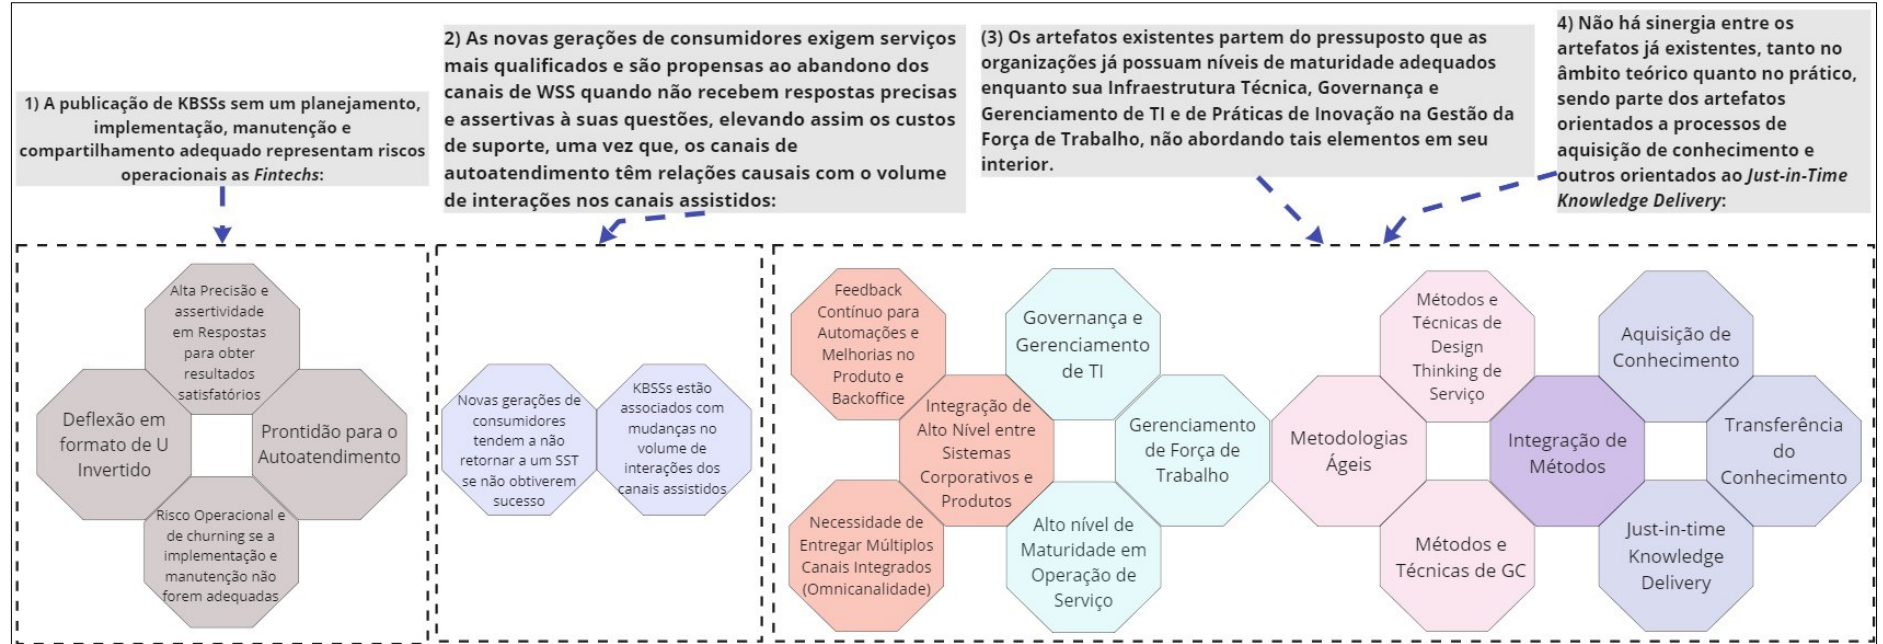 1) A publicação de KBSSs sem um planejamento,
implementação, manutenção e
compartilhamento adequado representam riscos
operacionais as Fintechs:
2) As novas gerações de consumidores exigem serviços
mais qualificados e são propensas ao abandono dos
canais de WSS quando não recebem respostas precisas
e assertivas à suas questões, elevando assim os custos
de suporte, uma vez que, os canais de
autoatendimento têm relações causais com o volume
de interações nos canais assistidos:
(3) Os artefatos existentes partem do pressuposto que as
organizações já possuam níveis de maturidade adequados
enquanto sua Infraestrutura Técnica, Governança e
Gerenciamento de TI e de Práticas de Inovação na Gestão da
Força de Trabalho, não abordando tais elementos em seu
interior.
4) Não há sinergia entre os
artefatos já existentes, tanto no
âmbito teórico quanto no prático,
sendo parte dos artefatos
orientados a processos de
aquisição de conhecimento e
outros orientados ao Just-in-Time
Knowledge Delivery:
Alta Precisão e
assertividade
em Respostas
para obter
resultados
satisfatórios
Deflexão em
formato de U
Invertido
Prontidão para o
Autoatendimento
Risco Operacional e
de churning se a
implementação e
manutenção não
forem adequadas
Novas gerações de
consumidores
tendem a não
retornar a um SST
se não obtiverem
sucesso
KBSSs estão
associados com
mudanças no
volume de
interações dos
canais assistidos
Feedback
Contínuo para
Automações e
Melhorias no
Produto e
Backoffice
Integração de
Alto Nível entre
Sistemas
Corporativos e
Produtos
Necessidade de
Entregar Múltiplos
Canais Integrados
(Omnicanalidade)
Governança e
Gerenciamento
de TI
Gerenciamento
de Força de
Trabalho
Alto nível de
Maturidade em
Operação de
Serviço
Metodologias
Ágeis
Métodos e
Técnicas de
Design
Thinking de
Serviço
Métodos e
Técnicas de GC
Integração de
Métodos
Aquisição de
Conhecimento
Transferência
do
Conhecimento
Just-in-time
Knowledge
Delivery